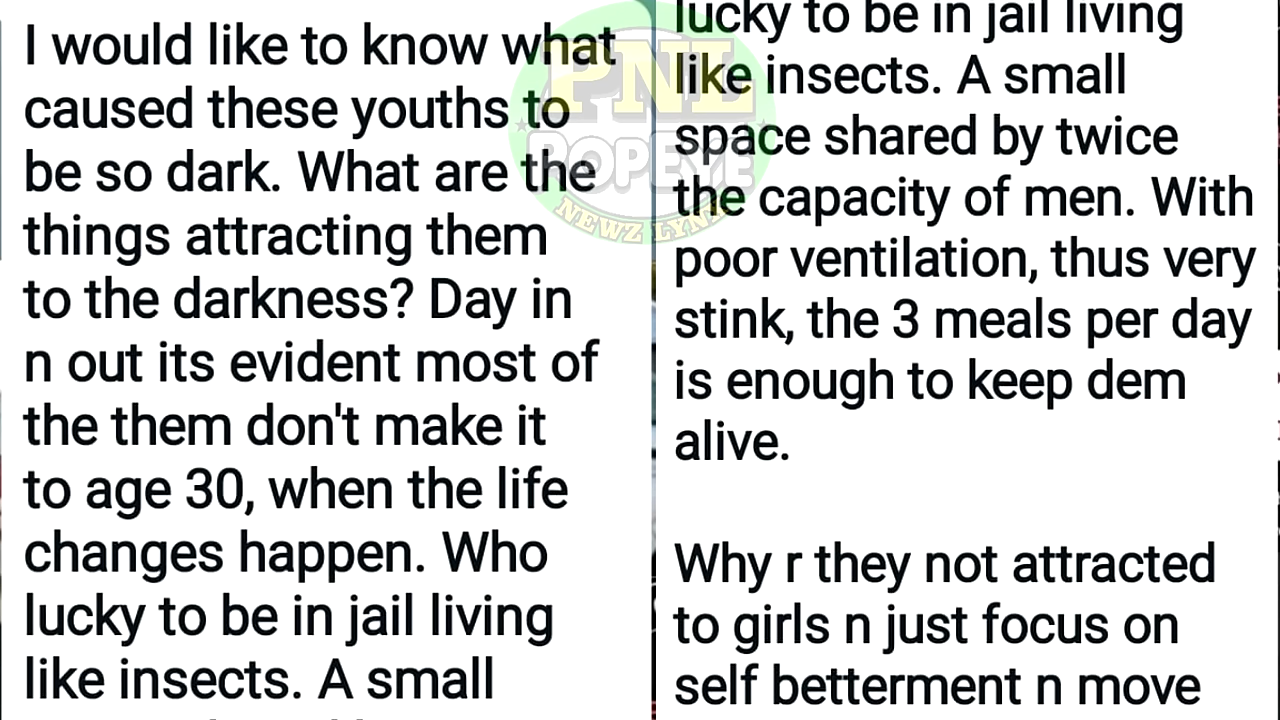 I would like to know what
caused these youths to
be so dark. What are the
things attracting them
to the darkness? Day in
n out its evident most of
the them don't make it
to age 30, when the life
changes happen. Who
lucky to be in jail living
like insects. A small
lucky to be in jail living
like insects. A small
space shared by twice
the capacity of men. With
poor ventilation, thus very
stink, the 3 meals per day
is enough to keep dem
alive.
Why r they not attracted
to girls n just focus on
self betterment n move
PNL
POPEYE
NEWZ LYNK